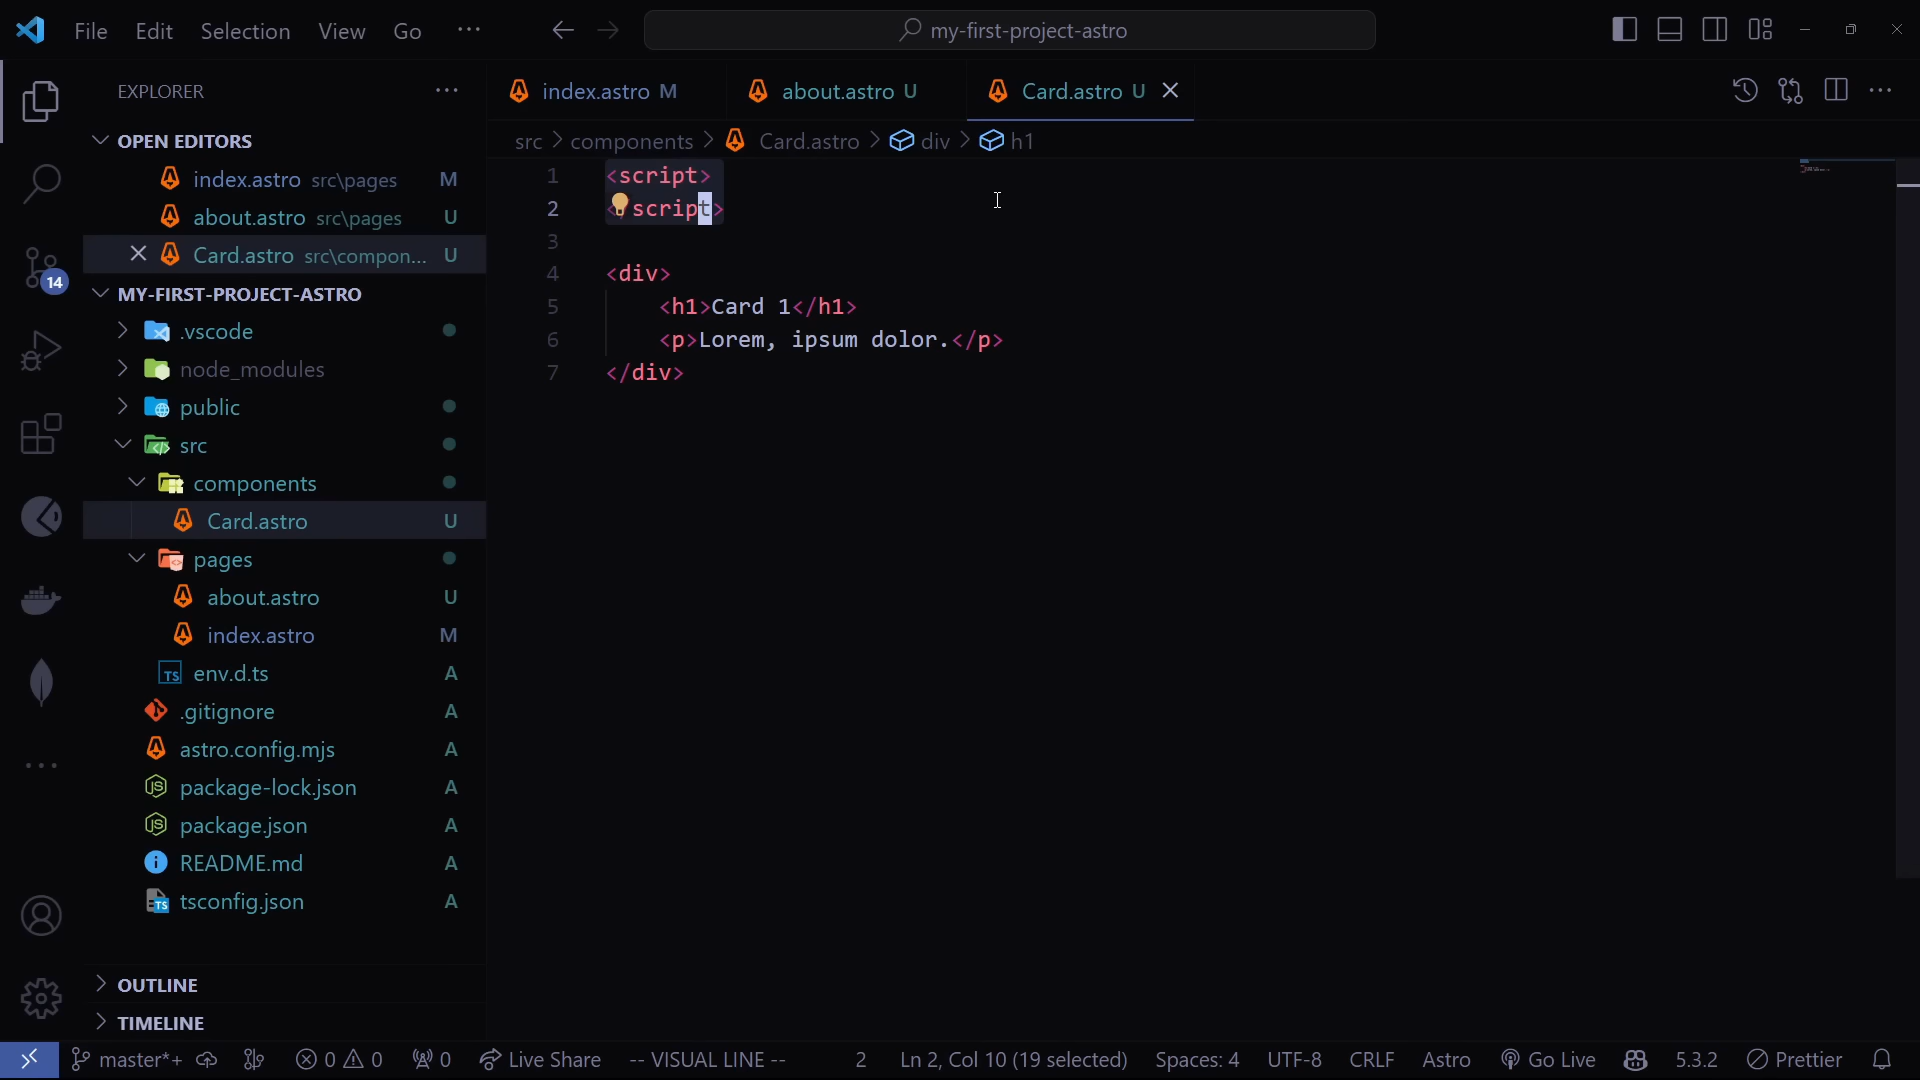 File Edit Selection View Go ··· my-first-project-astro
EXPLORER ···
OPEN EDITORS
index.astro src\pages M
about.astro src\pages U
Card.astro src\compon... U
MY-FIRST-PROJECT-ASTRO
.vscode
node_modules
public
src
components
Card.astro U
pages
about.astro U
index.astro M
env.d.ts A
.gitignore A
astro.config.mjs A
package-lock.json A
package.json A
README.md A
tsconfig.json A
OUTLINE
TIMELINE
14
index.astro M about.astro U Card.astro U
src > components > Card.astro > div > h1
1 <script>
2 </script>
3
4 <div>
5 <h1>Card 1</h1>
6 <p>Lorem, ipsum dolor.</p>
7 </div>
master*+ 0 0 0 Live Share -- VISUAL LINE -- 2 Ln 2, Col 10 (19 selected) Spaces: 4 UTF-8 CRLF Astro Go Live 5.3.2 Prettier